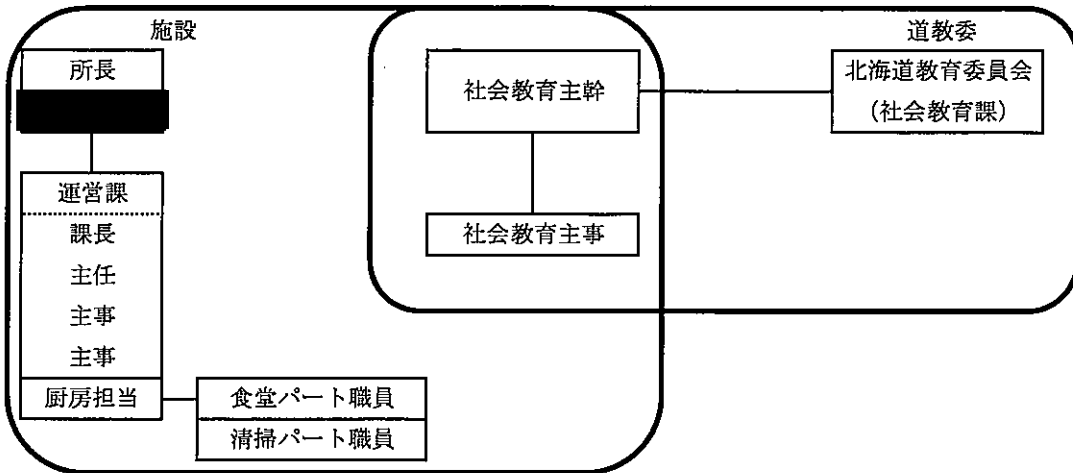 施設
所長
運営課
課長
主任
主事
主事
厨房担当
食堂パート職員
清掃パート職員
社会教育主幹
社会教育主事
道教委
北海道教育委員会
（社会教育課）